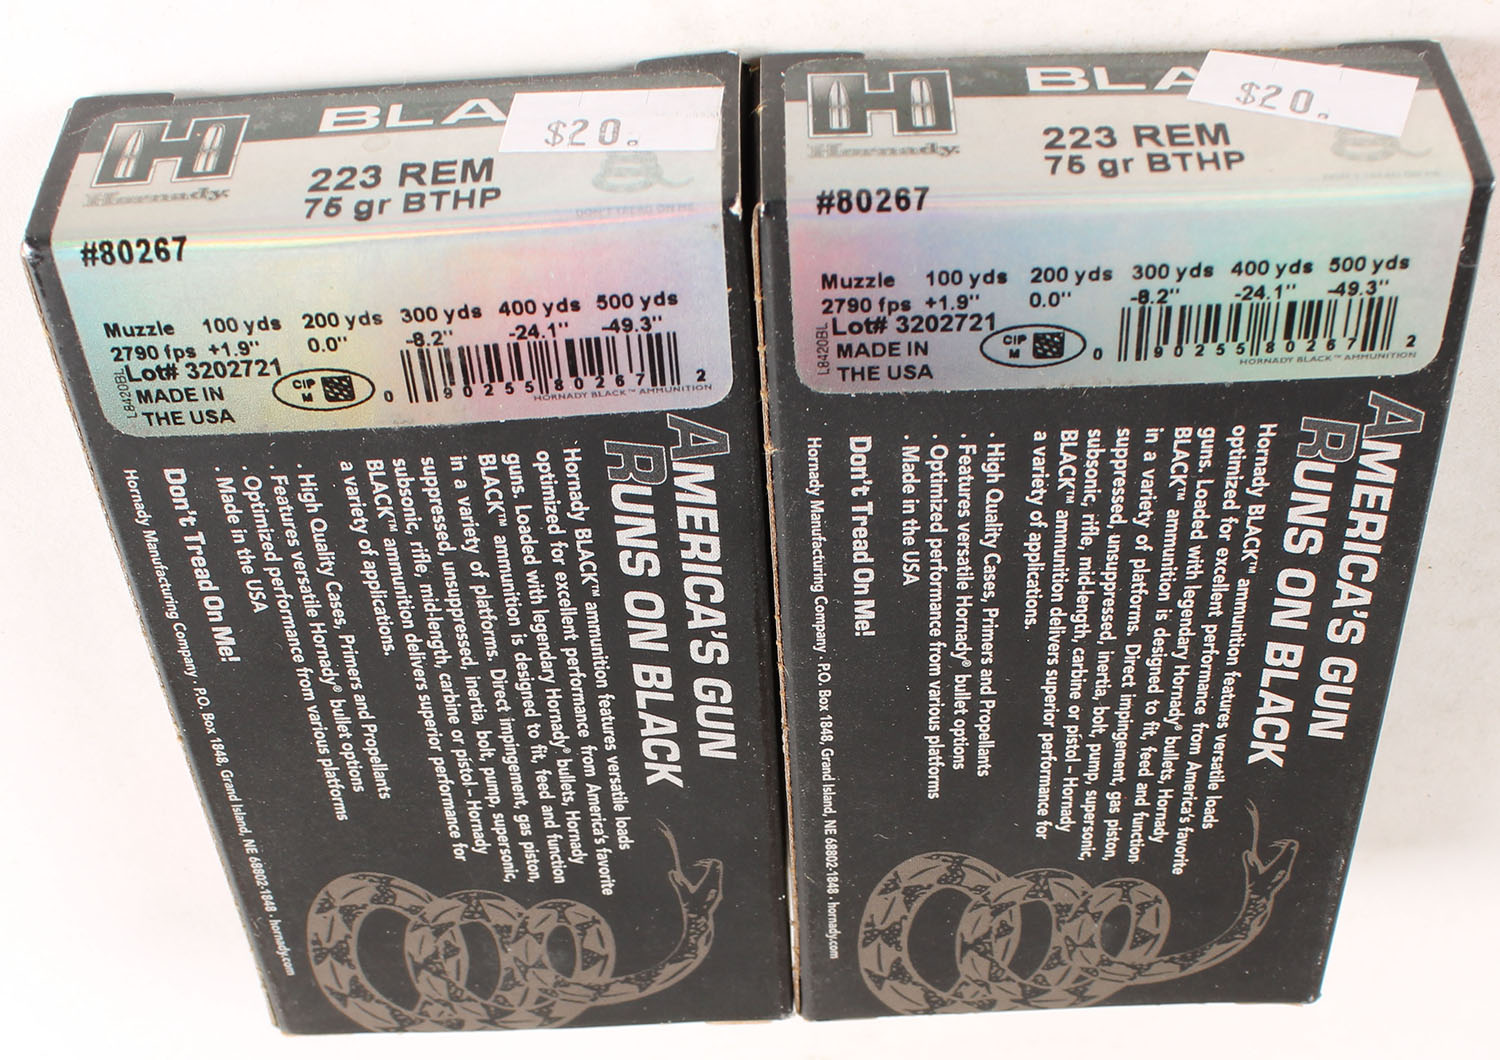 BLA
$20.
Hornady.
223 REM
75 gr BTHP
DON'T TREAD ON ME
#80267
Muzzle 100 yds 200 yds 300 yds 400 yds 500 yds
2790 fps +1.9" 0.0" -8.2" -24.1" -49.3"
L8420BL
Lot# 3202721
MADE IN
THE USA
CIP
M
0 90255 80267 2
HORNADY BLACK™ AMMUNITION
AMERICA'S GUN
RUNS ON BLACK
Hornady BLACK™ ammunition features versatile loads
optimized for excellent performance from America's favorite
guns. Loaded with legendary Hornady® bullets, Hornady
BLACK™ ammunition is designed to fit, feed and function
in a variety of platforms. Direct impingement, gas piston,
suppressed, unsuppressed, inertia, bolt, pump, supersonic,
subsonic, rifle, mid-length, carbine or pistol – Hornady
BLACK™ ammunition delivers superior performance for
a variety of applications.
· High Quality Cases, Primers and Propellants
· Features versatile Hornady® bullet options
· Optimized performance from various platforms
· Made in the USA
Don't Tread On Me!
Hornady Manufacturing Company · P.O. Box 1848, Grand Island, NE 68802-1848 · hornady.com
BLA
$20.
Hornady.
223 REM
75 gr BTHP
DON'T TREAD ON ME
#80267
Muzzle 100 yds 200 yds 300 yds 400 yds 500 yds
2790 fps +1.9" 0.0" -8.2" -24.1" -49.3"
L8420BL
Lot# 3202721
MADE IN
THE USA
CIP
M
0 90255 80267 2
HORNADY BLACK™ AMMUNITION
AMERICA'S GUN
RUNS ON BLACK
Hornady BLACK™ ammunition features versatile loads
optimized for excellent performance from America's favorite
guns. Loaded with legendary Hornady® bullets, Hornady
BLACK™ ammunition is designed to fit, feed and function
in a variety of platforms. Direct impingement, gas piston,
suppressed, unsuppressed, inertia, bolt, pump, supersonic,
subsonic, rifle, mid-length, carbine or pistol – Hornady
BLACK™ ammunition delivers superior performance for
a variety of applications.
· High Quality Cases, Primers and Propellants
· Features versatile Hornady® bullet options
· Optimized performance from various platforms
· Made in the USA
Don't Tread On Me!
Hornady Manufacturing Company · P.O. Box 1848, Grand Island, NE 68802-1848 · hornady.com